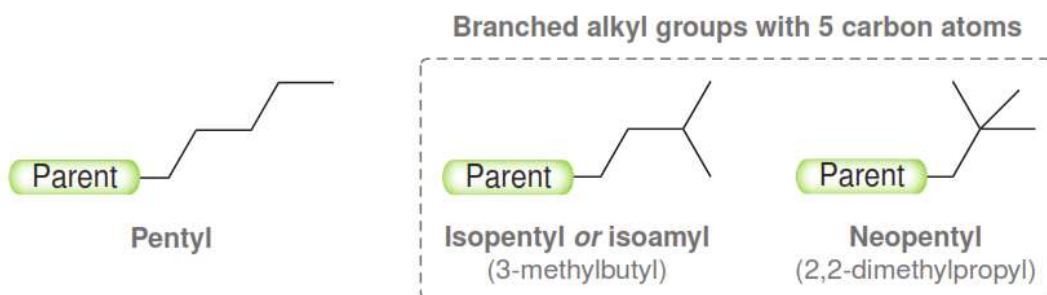 Branched alkyl groups with 5 carbon atoms
Parent
Pentyl
Parent
Isopentyl or isoamyl
(3-methylbutyl)
Parent
Neopentyl
(2,2-dimethylpropyl)